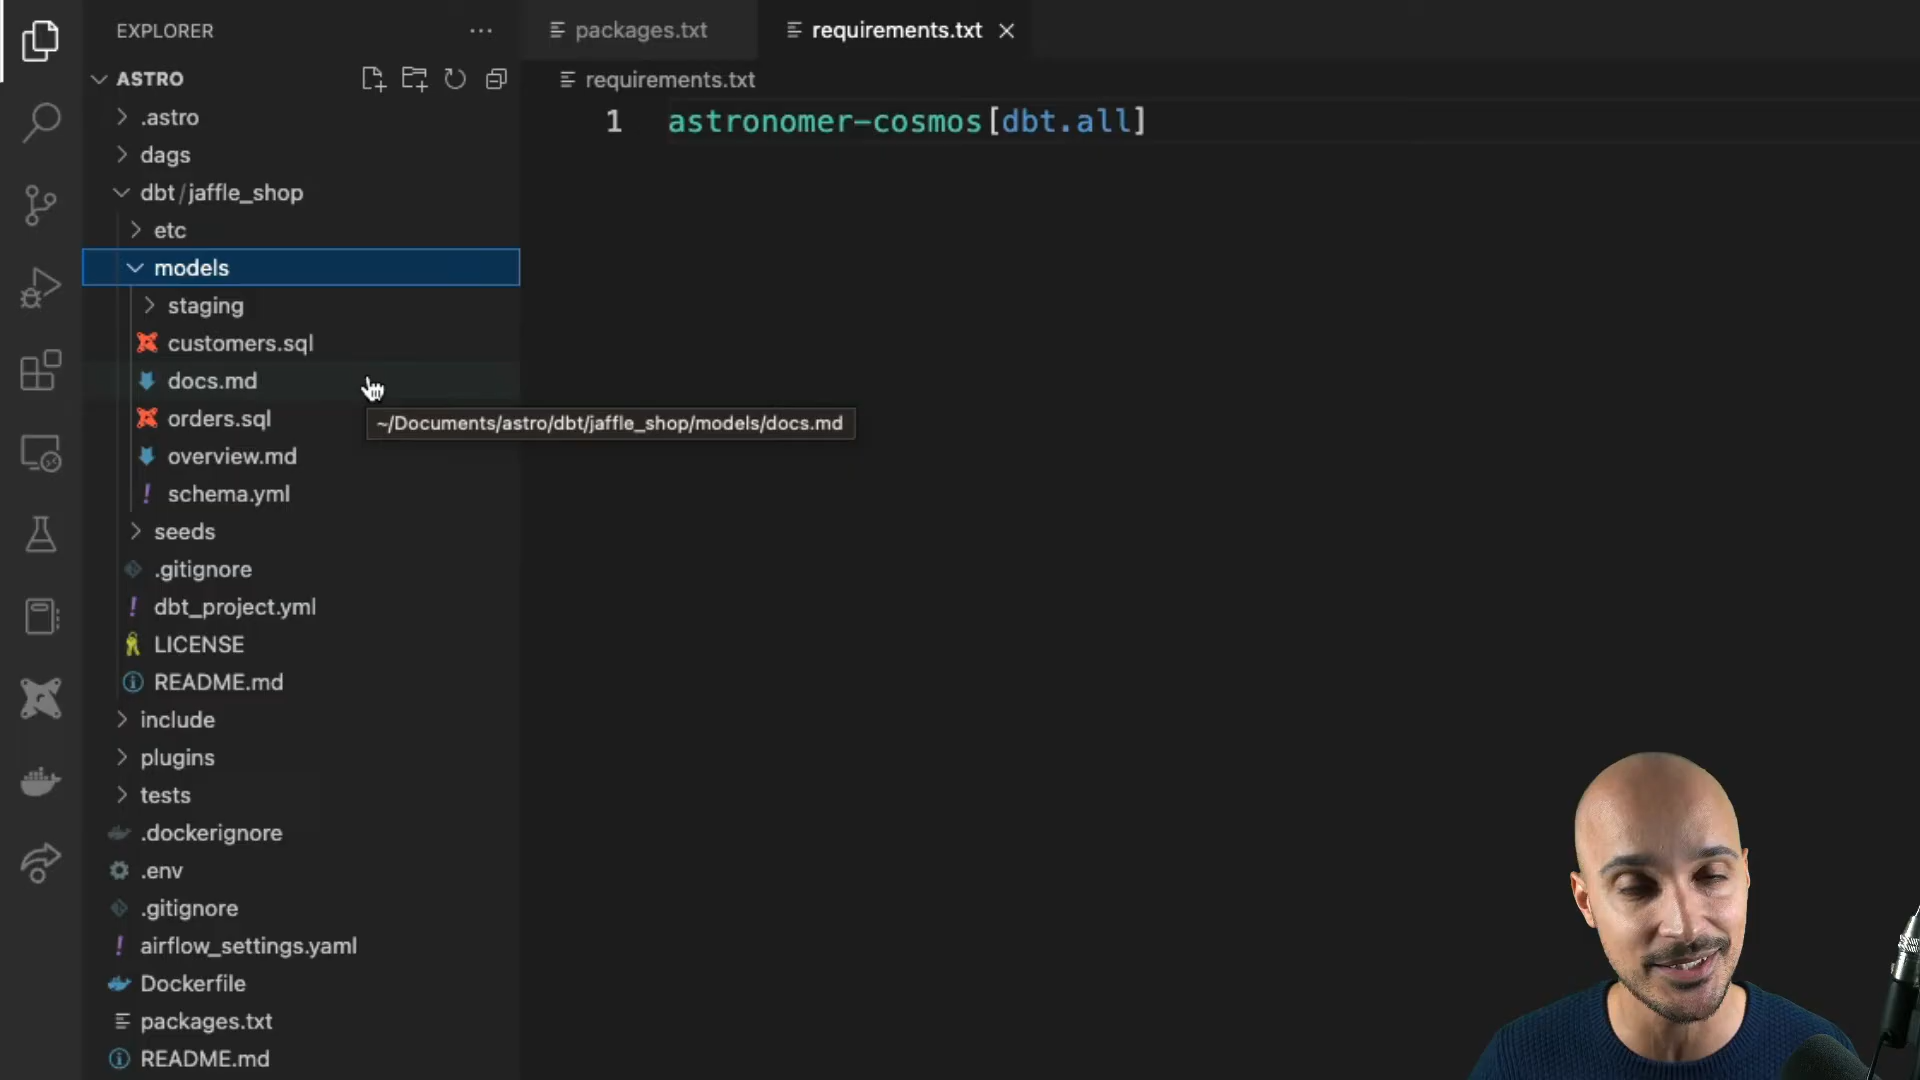 EXPLORER
ASTRO
.astro
dags
dbt/jaffle_shop
etc
models
staging
customers.sql
docs.md
orders.sql
overview.md
schema.yml
seeds
.gitignore
dbt_project.yml
LICENSE
README.md
include
plugins
tests
.dockerignore
.env
.gitignore
airflow_settings.yaml
Dockerfile
packages.txt
README.md
packages.txt
requirements.txt
requirements.txt
1 astronomer-cosmos[dbt.all]
~/Documents/astro/dbt/jaffle_shop/models/docs.md